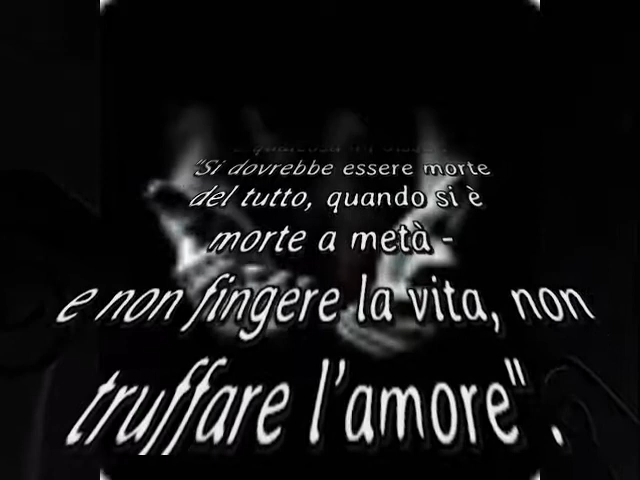 "Si dovrebbe essere morte
del tutto, quando si è
morte a metà -
e non fingere la vita, non
truffare l'amore" .